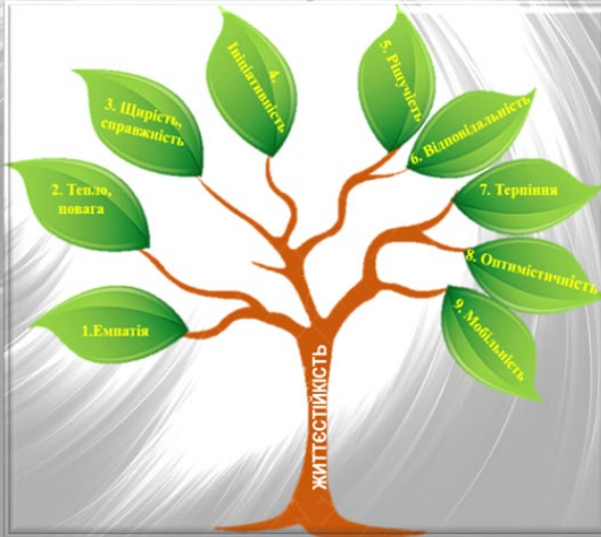 1.Емпатія
2. Тепло,
повага
3. Щирість,
справжність
4.
Ініціативність
5. Рішучість
6. Відповідальність
7. Терпіння
8. Оптимістичність
9. Мобільність
ЖИТТЄСТІЙКІСТЬ